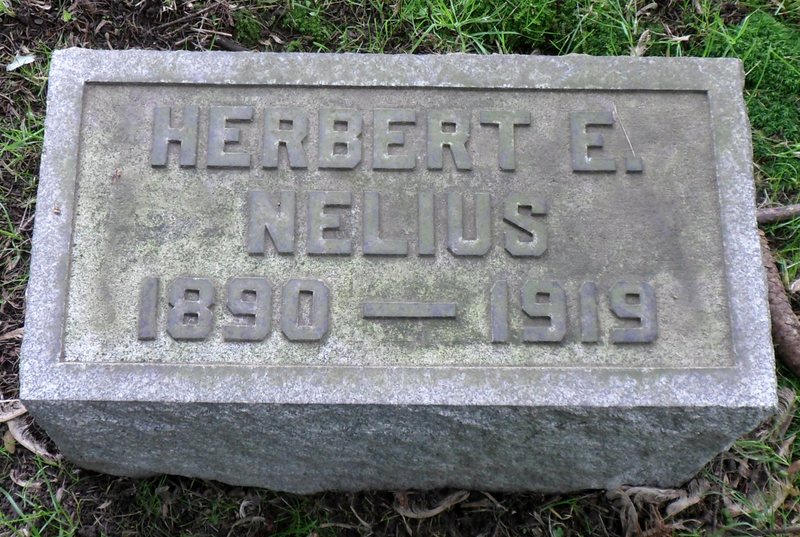 HERBERT E.
NELIUS
1890 — 1919